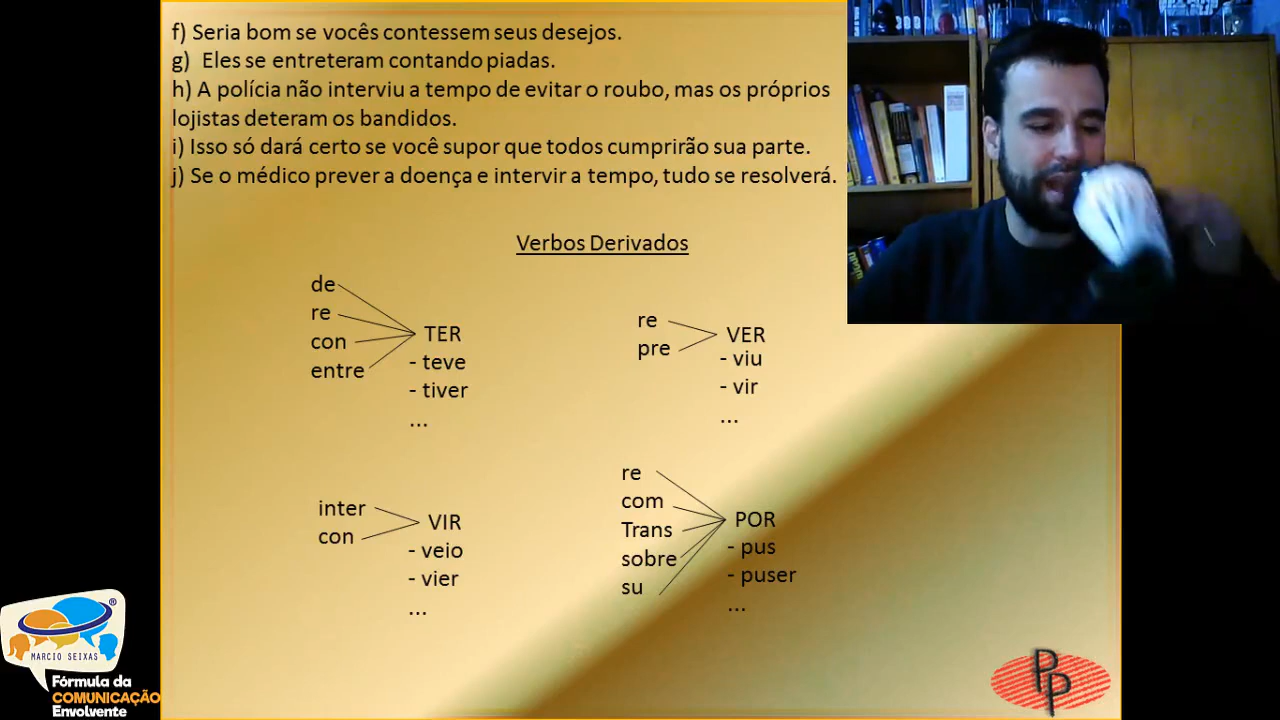 f) Seria bom se vocês contessem seus desejos.
g) Eles se entreteram contando piadas.
h) A polícia não interviu a tempo de evitar o roubo, mas os próprios
lojistas deteram os bandidos.
i) Isso só dará certo se você supor que todos cumprirão sua parte.
j) Se o médico prever a doença e intervir a tempo, tudo se resolverá.
Verbos Derivados
de
re
con
entre
TER
- teve
- tiver
...
re
pre
VER
- viu
- vir
...
inter
con
VIR
- veio
- vier
...
re
com
Trans
sobre
su
POR
- pus
- puser
...
®
MARCIO SEIXAS
Fórmula da
COMUNICAÇÃO
Envolvente
PP